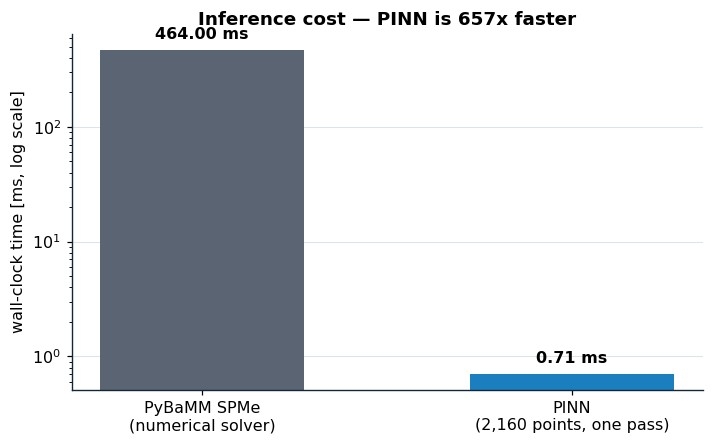 Inference cost — PINN is 657x faster
464.00 ms
wall-clock time [ms, log scale]
10²
10¹
10⁰
0.71 ms
PyBaMM SPMe
(numerical solver)
PINN
(2,160 points, one pass)